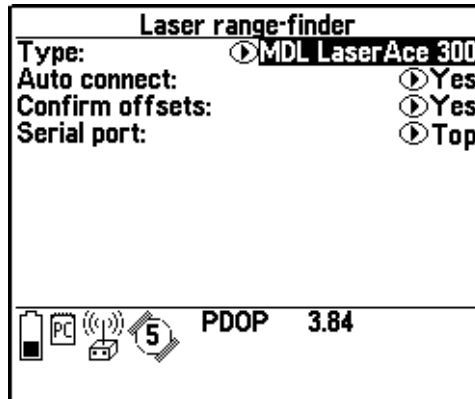 Laser range-finder
Type: MDL LaserAce 300
Auto connect: Yes
Confirm offsets: Yes
Serial port: Top
PC 5 PDOP 3.84